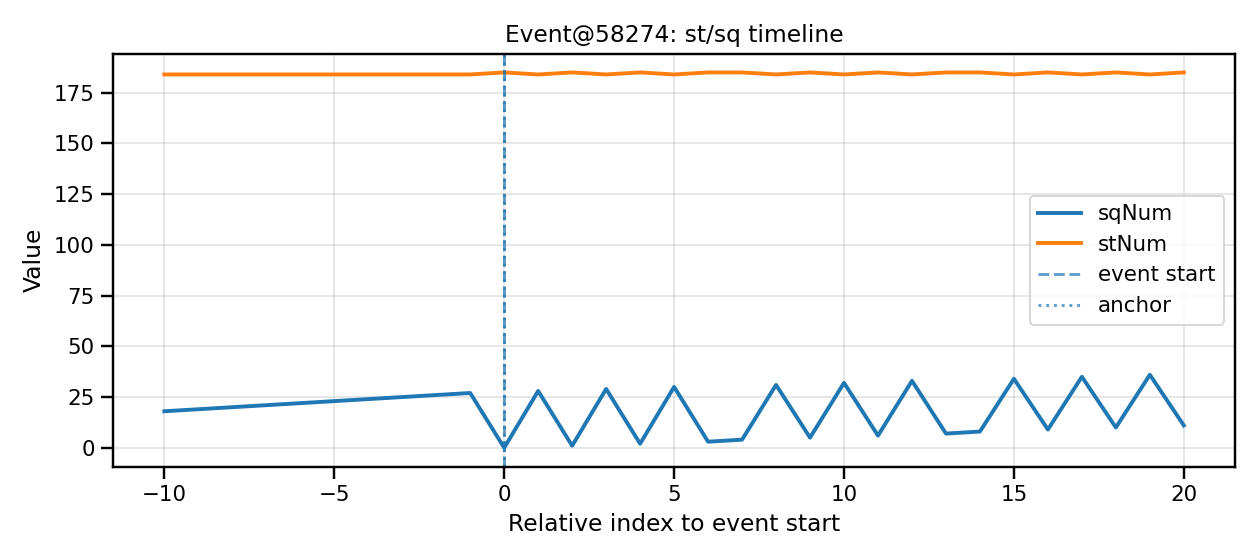 Event@58274: st/sq timeline
Value
175
150
125
100
75
50
25
0
sqNum
stNum
event start
anchor
−10
−5
0
5
10
15
20
Relative index to event start